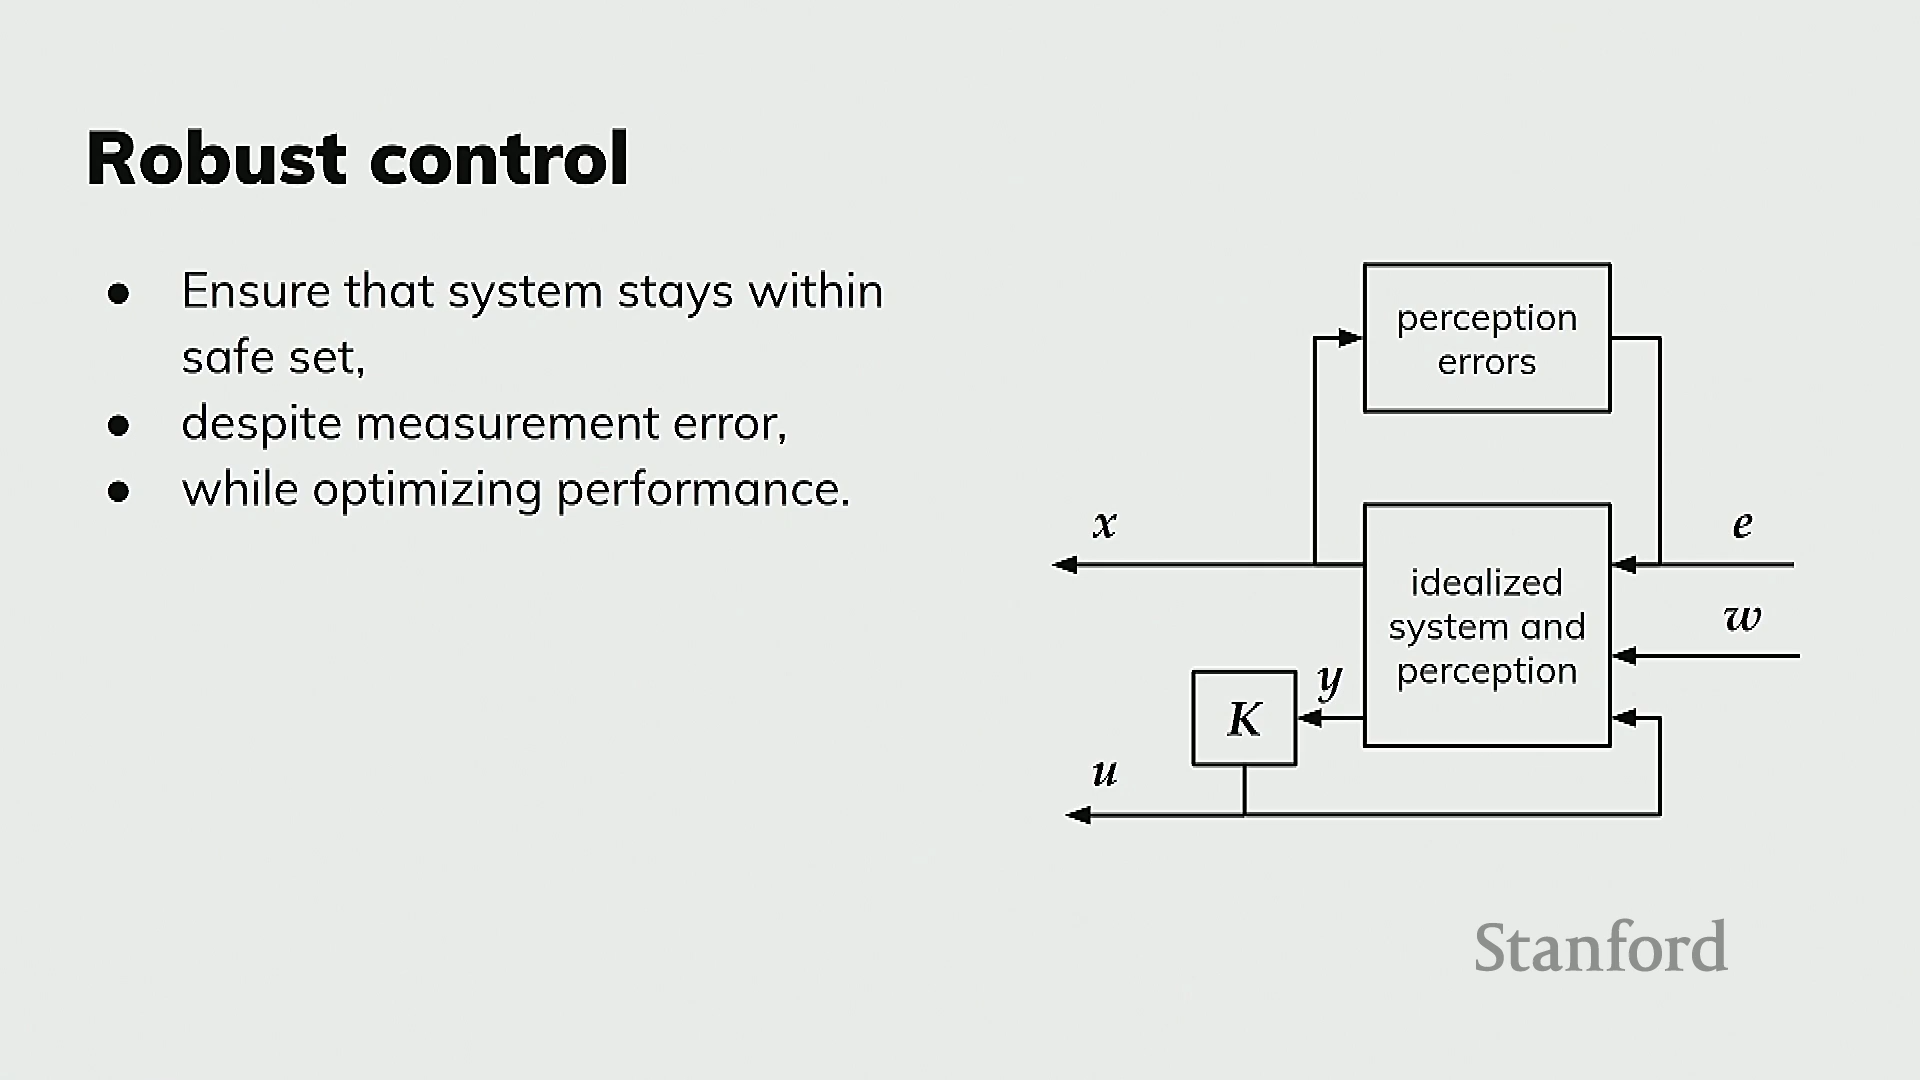 Robust control
● Ensure that system stays within
safe set,
● despite measurement error,
● while optimizing performance.
perception
errors
x
e
idealized
system and
perception
w
y
K
u
Stanford